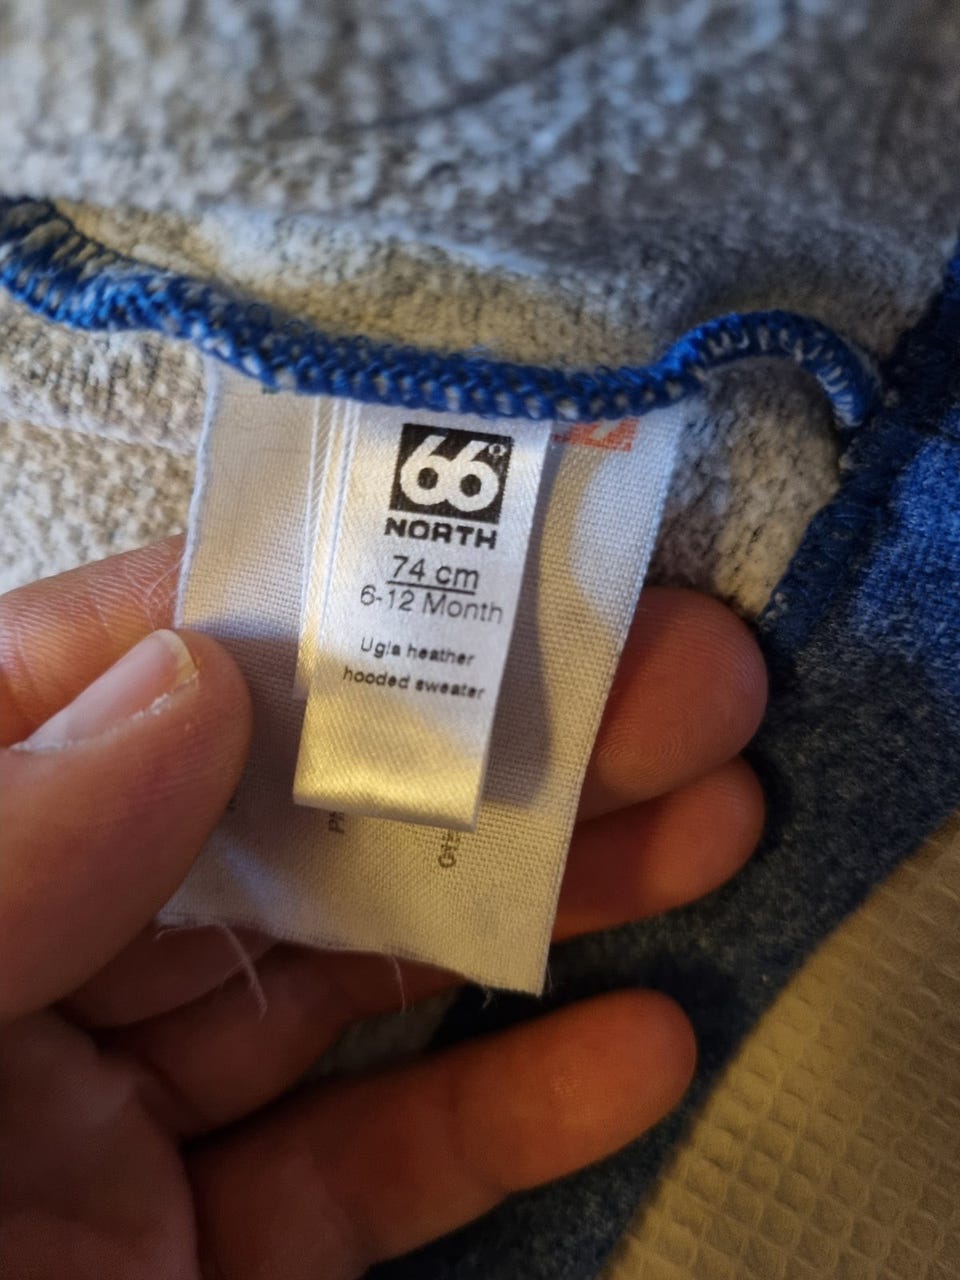 66°
NORTH
74 cm
6-12 Month
Ugla heather
hooded sweater